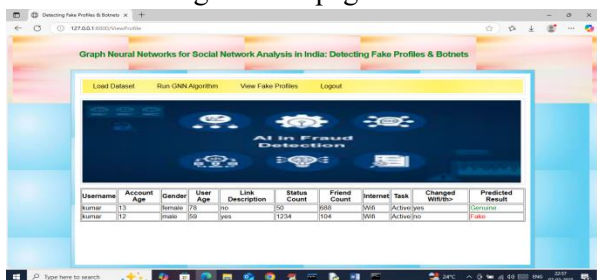 Detecting Fake Profiles & Botnets
127.0.0.1:8000/ViewProfile
Graph Neural Networks for Social Network Analysis in India: Detecting Fake Profiles & Botnets
Load Dataset Run GNN Algorithm View Fake Profiles Logout
AI in Fraud
Detection
Username Account Age Gender User Age Link Description Status Count Friend Count Internet Task Changed Wifi/th> Predicted Result
kumar 13 female 78 no 50 688 Wifi Active yes Genuine
kumar 12 male 59 yes 1234 104 Wifi Active no Fake
Type here to search 24°C ENG 22:57